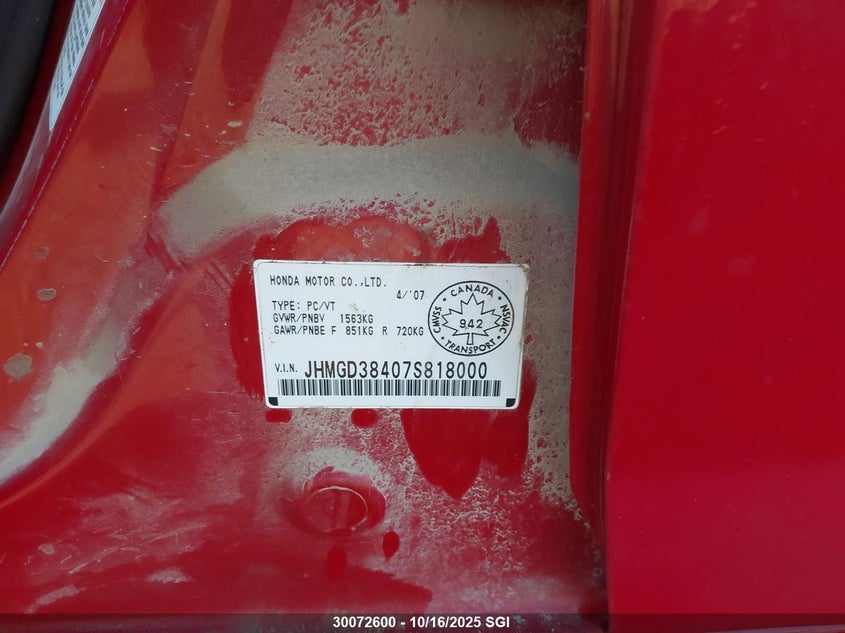 HONDA MOTOR CO.,LTD.
4/'07
TYPE: PC/VT
GVWR/PNBV 1563KG
GAWR/PNBE F 851KG R 720KG
CANADA
CMVSS
942
NSVAC
TRANSPORT
V.I.N. JHMGD38407S818000
30072600 - 10/16/2025 SGI